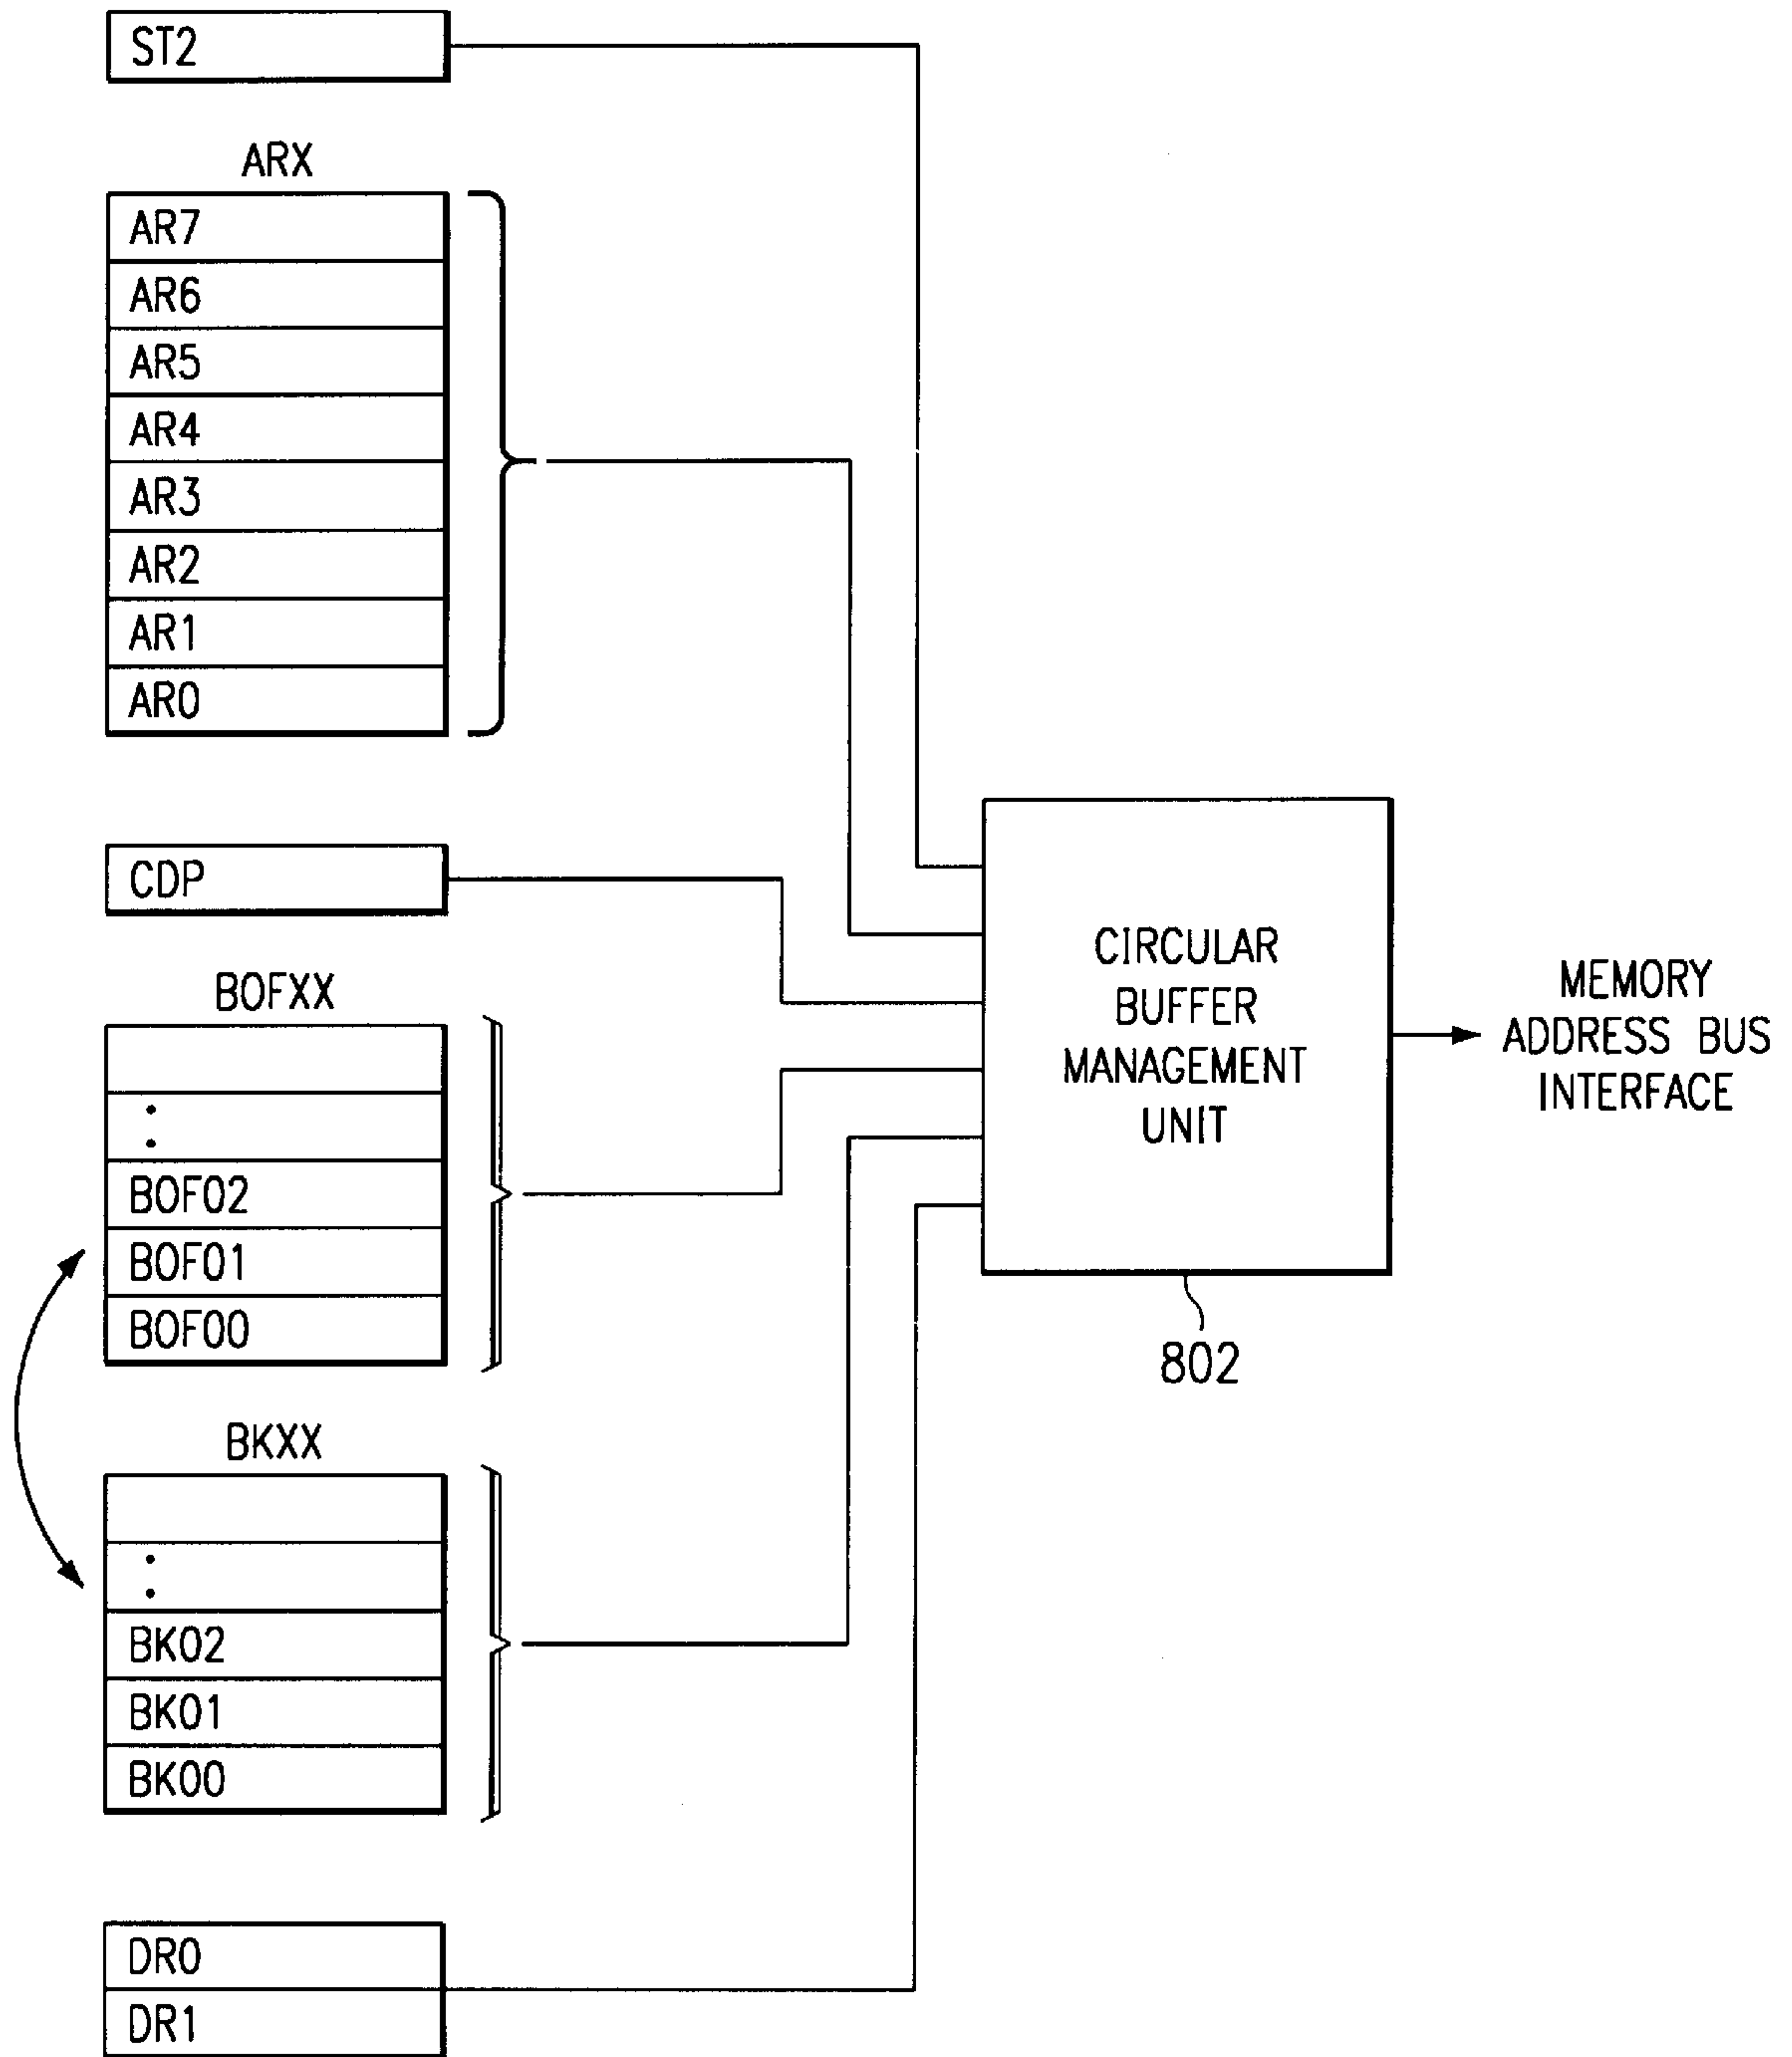 ST2
ARX
AR7
AR6
AR5
AR4
AR3
AR2
AR1
AR0
CDP
BOFXX
:
BOF02
BOF01
BOF00
BKXX
:
BK02
BK01
BK00
DR0
DR1
CIRCULAR
BUFFER
MANAGEMENT
UNIT
802
MEMORY
ADDRESS BUS
INTERFACE